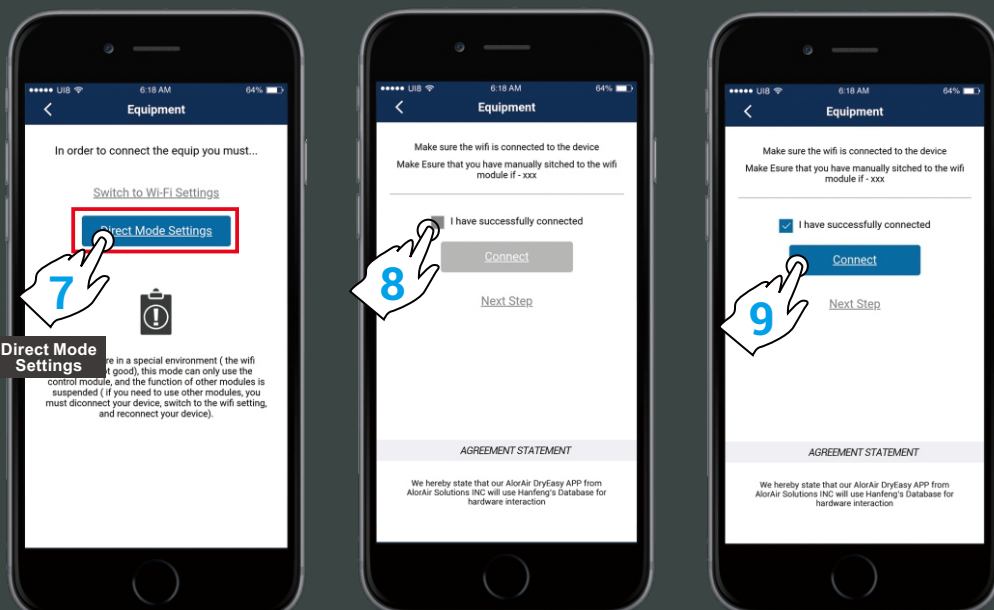 UI8 6:18 AM 64%
Equipment
In order to connect the equip you must...
Switch to Wi-Fi Settings
Direct Mode Settings
7
Direct Mode
Settings
re in a special environment ( the wifi
ot good), this mode can only use the
control module, and the function of other modules is
suspended ( if you need to use other modules, you
must diconnect your device, switch to the wifi setting,
and reconnect your device).
UI8 6:18 AM 64%
Equipment
Make sure the wifi is connected to the device
Make Esure that you have manually sitched to the wifi
module if - xxx
I have successfully connected
Connect
8
Next Step
AGREEMENT STATEMENT
We hereby state that our AlorAir DryEasy APP from
AlorAir Solutions INC will use Hanfeng's Database for
hardware interaction
UI8 6:18 AM 64%
Equipment
Make sure the wifi is connected to the device
Make Esure that you have manually sitched to the wifi
module if - xxx
I have successfully connected
Connect
9
Next Step
AGREEMENT STATEMENT
We hereby state that our AlorAir DryEasy APP from
AlorAir Solutions INC will use Hanfeng's Database for
hardware interaction